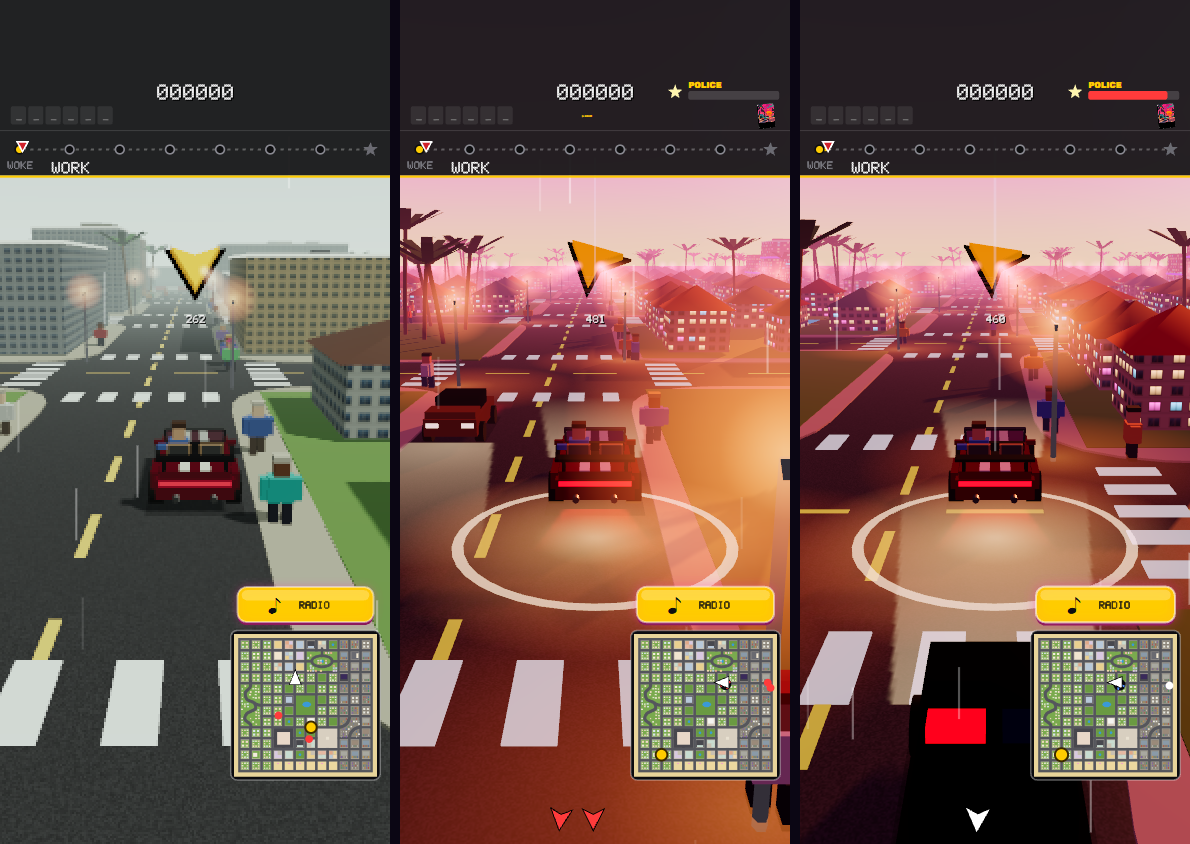 000000
_ _ _ _ _ _
WOKE WORK
262
RADIO
000000
POLICE
_ _ _ _ _ _
WOKE WORK
481
RADIO
000000
POLICE
_ _ _ _ _ _
WOKE WORK
460
RADIO